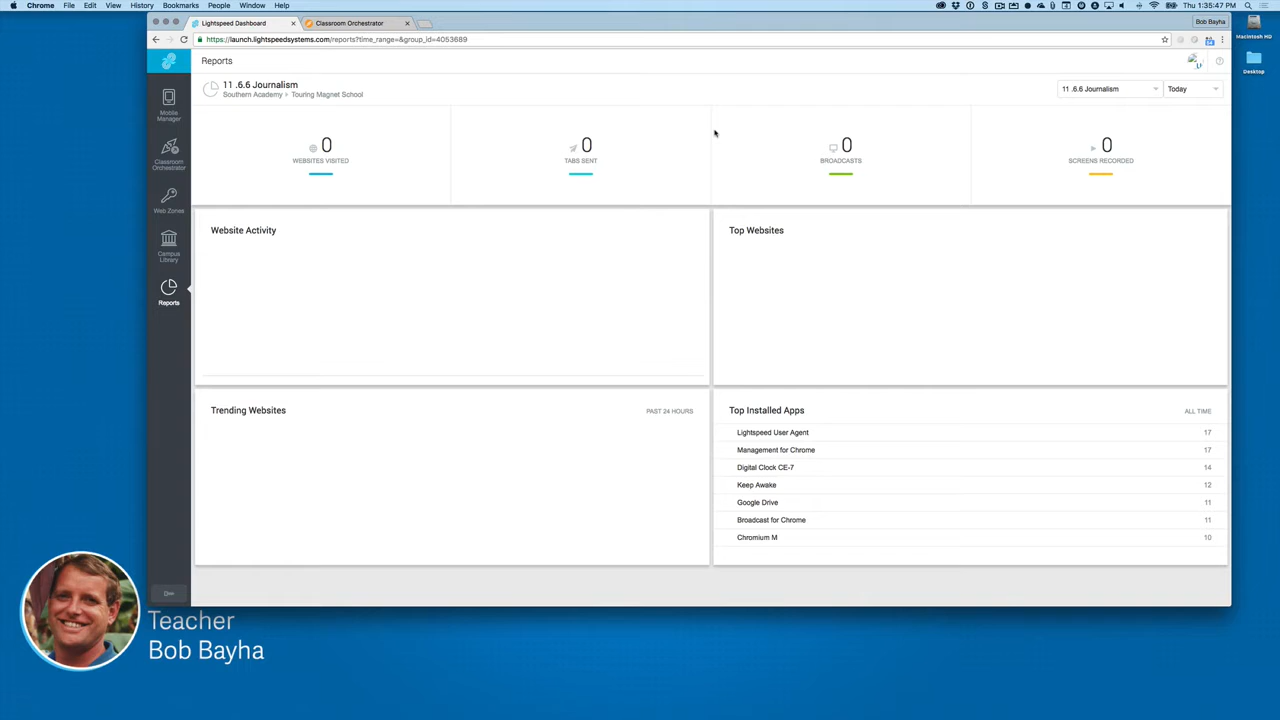 Chrome File Edit View History Bookmarks People Window Help
Thu 1:35:47 PM
Lightspeed Dashboard
Classroom Orchestrator
Bob Bayha
https://launch.lightspeedsystems.com/reports?time_range=&group_id=4053689
Macintosh HD
Desktop
Reports
11 .6.6 Journalism
Southern Academy > Touring Magnet School
11 .6.6 Journalism
Today
Mobile Manager
Classroom Orchestrator
Web Zones
Campus Library
Reports
0
WEBSITES VISITED
0
TABS SENT
0
BROADCASTS
0
SCREENS RECORDED
Website Activity
Top Websites
Trending Websites
PAST 24 HOURS
Top Installed Apps
ALL TIME
Lightspeed User Agent 17
Management for Chrome 17
Digital Clock CE-7 14
Keep Awake 12
Google Drive 11
Broadcast for Chrome 11
Chromium M 10
Teacher
Bob Bayha